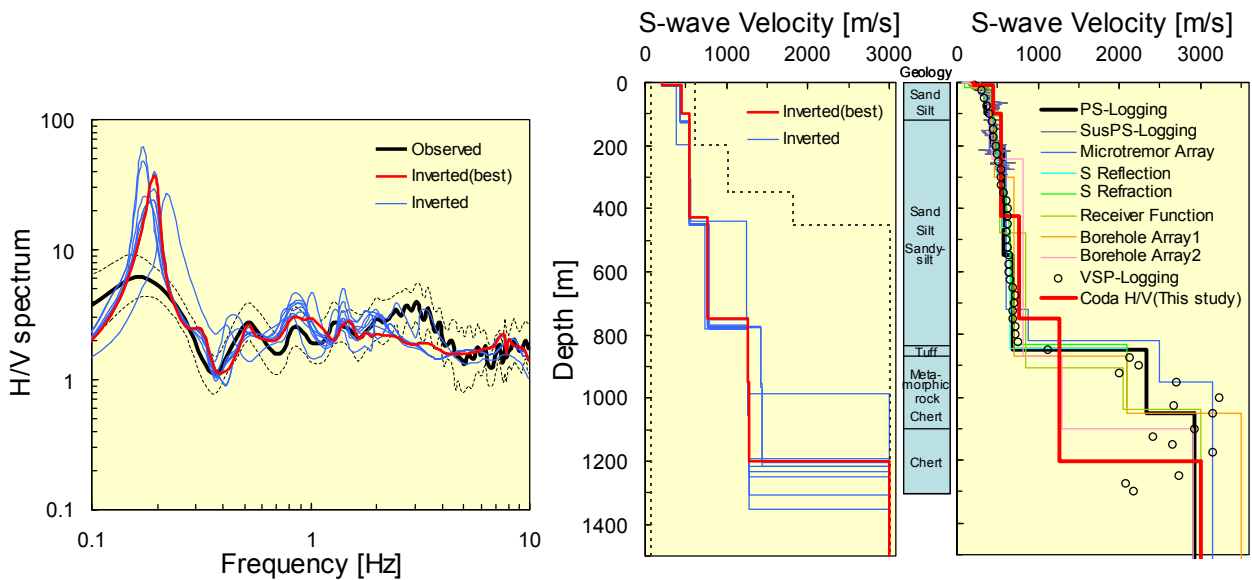 S-wave Velocity [m/s]
S-wave Velocity [m/s]
0 1000 2000 3000
0 1000 2000 3000
Geology
H/V spectrum
100
10
1
0.1
0.1 1 10
Frequency [Hz]
Observed
Inverted(best)
Inverted
Depth [m]
0
200
400
600
800
1000
1200
1400
Inverted(best)
Inverted
Sand
Silt
Sand
Silt
Sandy-
silt
Tuff
Meta-
morphic
rock
Chert
Chert
PS-Logging
SusPS-Logging
Microtremor Array
S Reflection
S Refraction
Receiver Function
Borehole Array1
Borehole Array2
VSP-Logging
Coda H/V(This study)